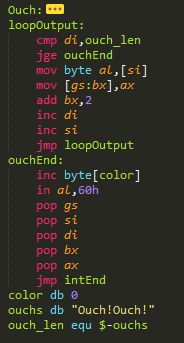 Ouch:
loopOutput:
cmp di,ouch_len
jge ouchEnd
mov byte al,[si]
mov [gs:bx],ax
add bx,2
inc di
inc si
jmp loopOutput
ouchEnd:
inc byte[color]
in al,60h
pop gs
pop si
pop di
pop bx
pop ax
jmp intEnd
color db 0
ouchs db "Ouch!Ouch!"
ouch_len equ $-ouchs